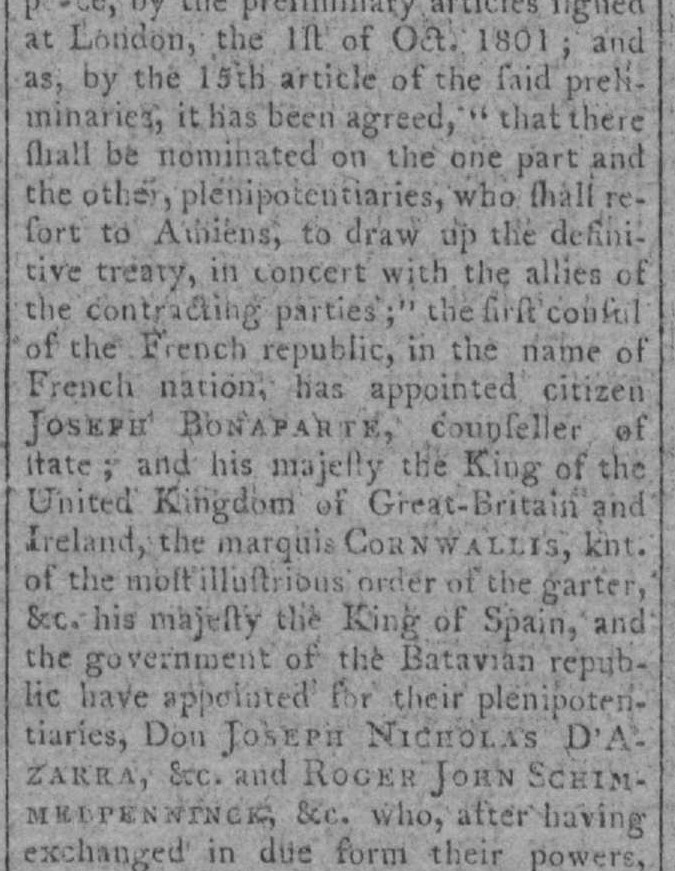 by the preliminary articles ſigned
at London, the 1ſt of Oct. 1801; and
as, by the 15th article of the ſaid preli-
minaries, it has been agreed, "that there
ſhall be nominated on the one part and
the other, plenipotentiaries, who ſhall re-
ſort to Amiens, to draw up the defini-
tive treaty, in concert with the allies of
the contracting parties;" the firſt conſul
of the French republic, in the name of
French nation, has appointed citizen
JOSEPH BONAPARTE, counſeller of
ſtate; and his majeſty the King of the
United Kingdom of Great-Britain and
Ireland, the marquis CORNWALLIS, knt.
of the moſt illuſtrious order of the garter,
&c. his majeſty the King of Spain, and
the government of the Batavian repub-
lic have appointed for their plenipoten-
tiaries, Don JOSEPH NICHOLAS D'A-
ZARRA, &c. and ROGER JOHN SCHIM-
MELPENNINCK, &c. who, after having
exchanged in due form their powers,